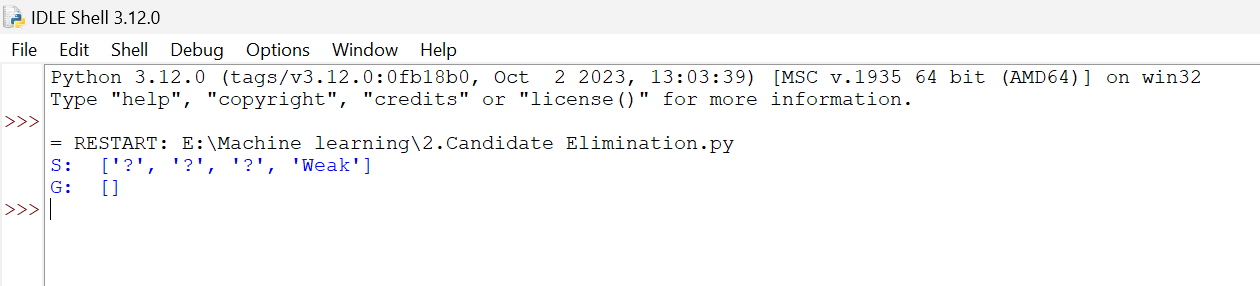 IDLE Shell 3.12.0
File Edit Shell Debug Options Window Help
Python 3.12.0 (tags/v3.12.0:0fb18b0, Oct  2 2023, 13:03:39) [MSC v.1935 64 bit (AMD64)] on win32
Type "help", "copyright", "credits" or "license()" for more information.
>>>
= RESTART: E:\Machine learning\2.Candidate Elimination.py
S:  ['?', '?', '?', 'Weak']
G:  []
>>>